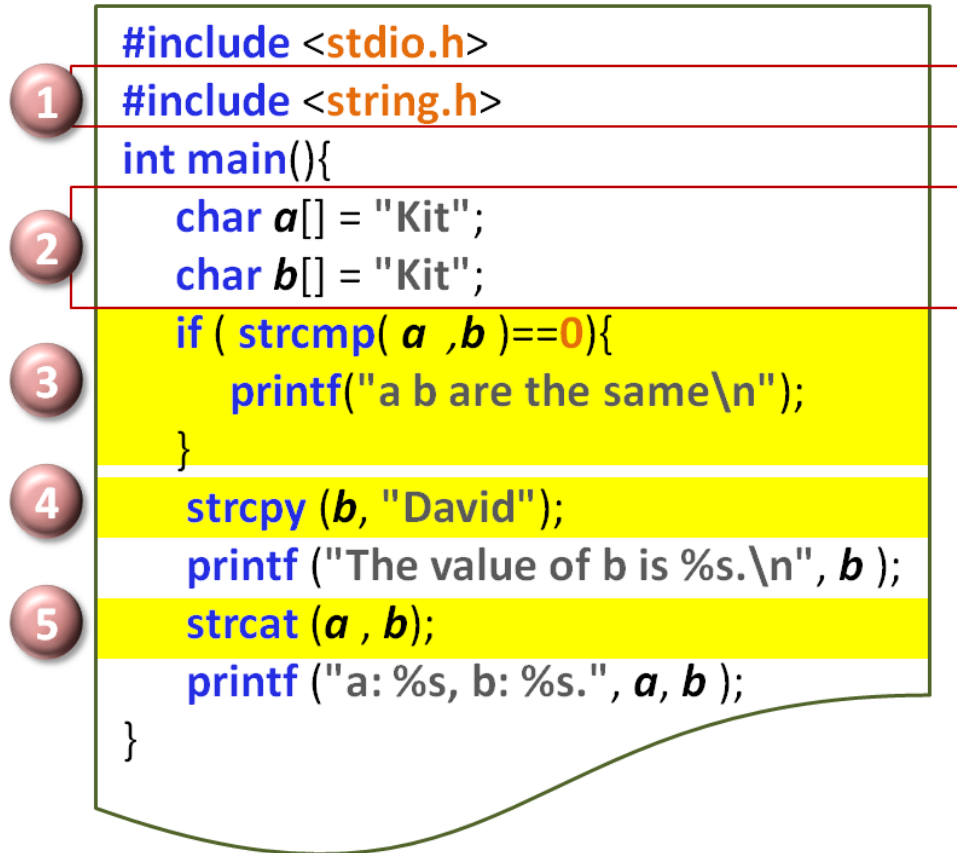 #include <stdio.h>
1
#include <string.h>
int main(){
2
char a[] = "Kit";
char b[] = "Kit";
3
if ( strcmp( a ,b )==0){
printf("a b are the same\n");
}
4
strcpy (b, "David");
printf ("The value of b is %s.\n", b );
5
strcat (a , b);
printf ("a: %s, b: %s.", a, b );
}